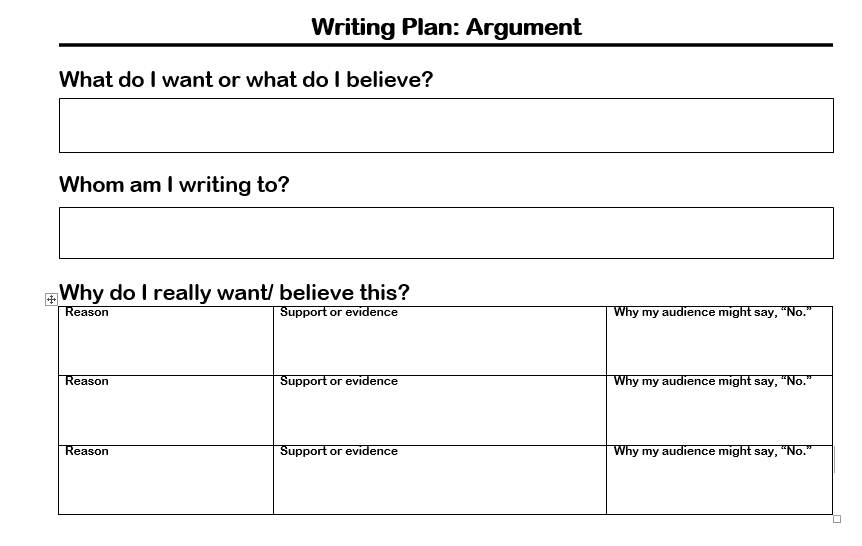 Writing Plan: Argument
What do I want or what do I believe?
Whom am I writing to?
Why do I really want/ believe this?
Reason Support or evidence Why my audience might say, “No.”
Reason Support or evidence Why my audience might say, “No.”
Reason Support or evidence Why my audience might say, “No.”